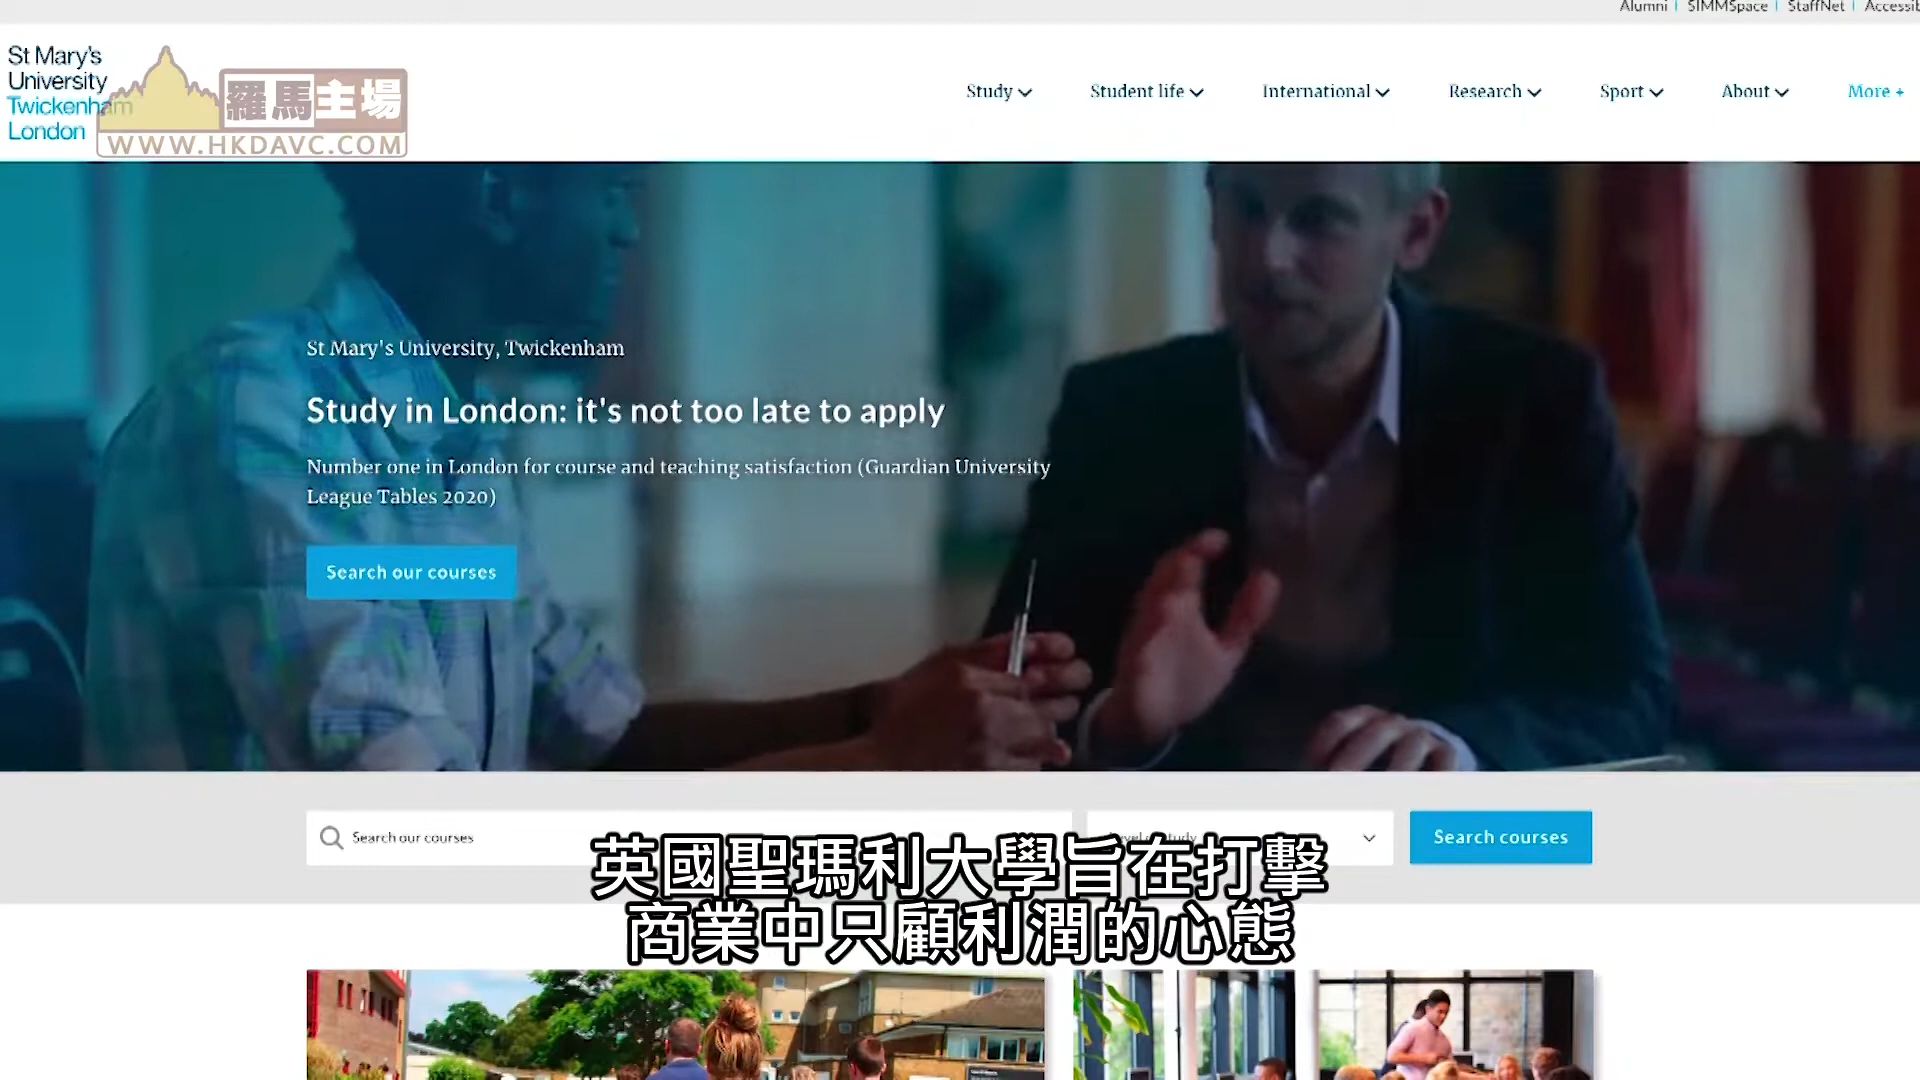 Alumni | SIMMSpace | StaffNet |
St Mary's
University
Twickenham
London
羅馬主場
WWW.HKDAVC.COM
Study
Student life
International
Research
Sport
About
More +
St Mary's University, Twickenham
Study in London: it's not too late to apply
Number one in London for course and teaching satisfaction (Guardian University
League Tables 2020)
Search our courses
Search our courses
Search courses
英國聖瑪利大學旨在打擊
商業中只顧利潤的心態